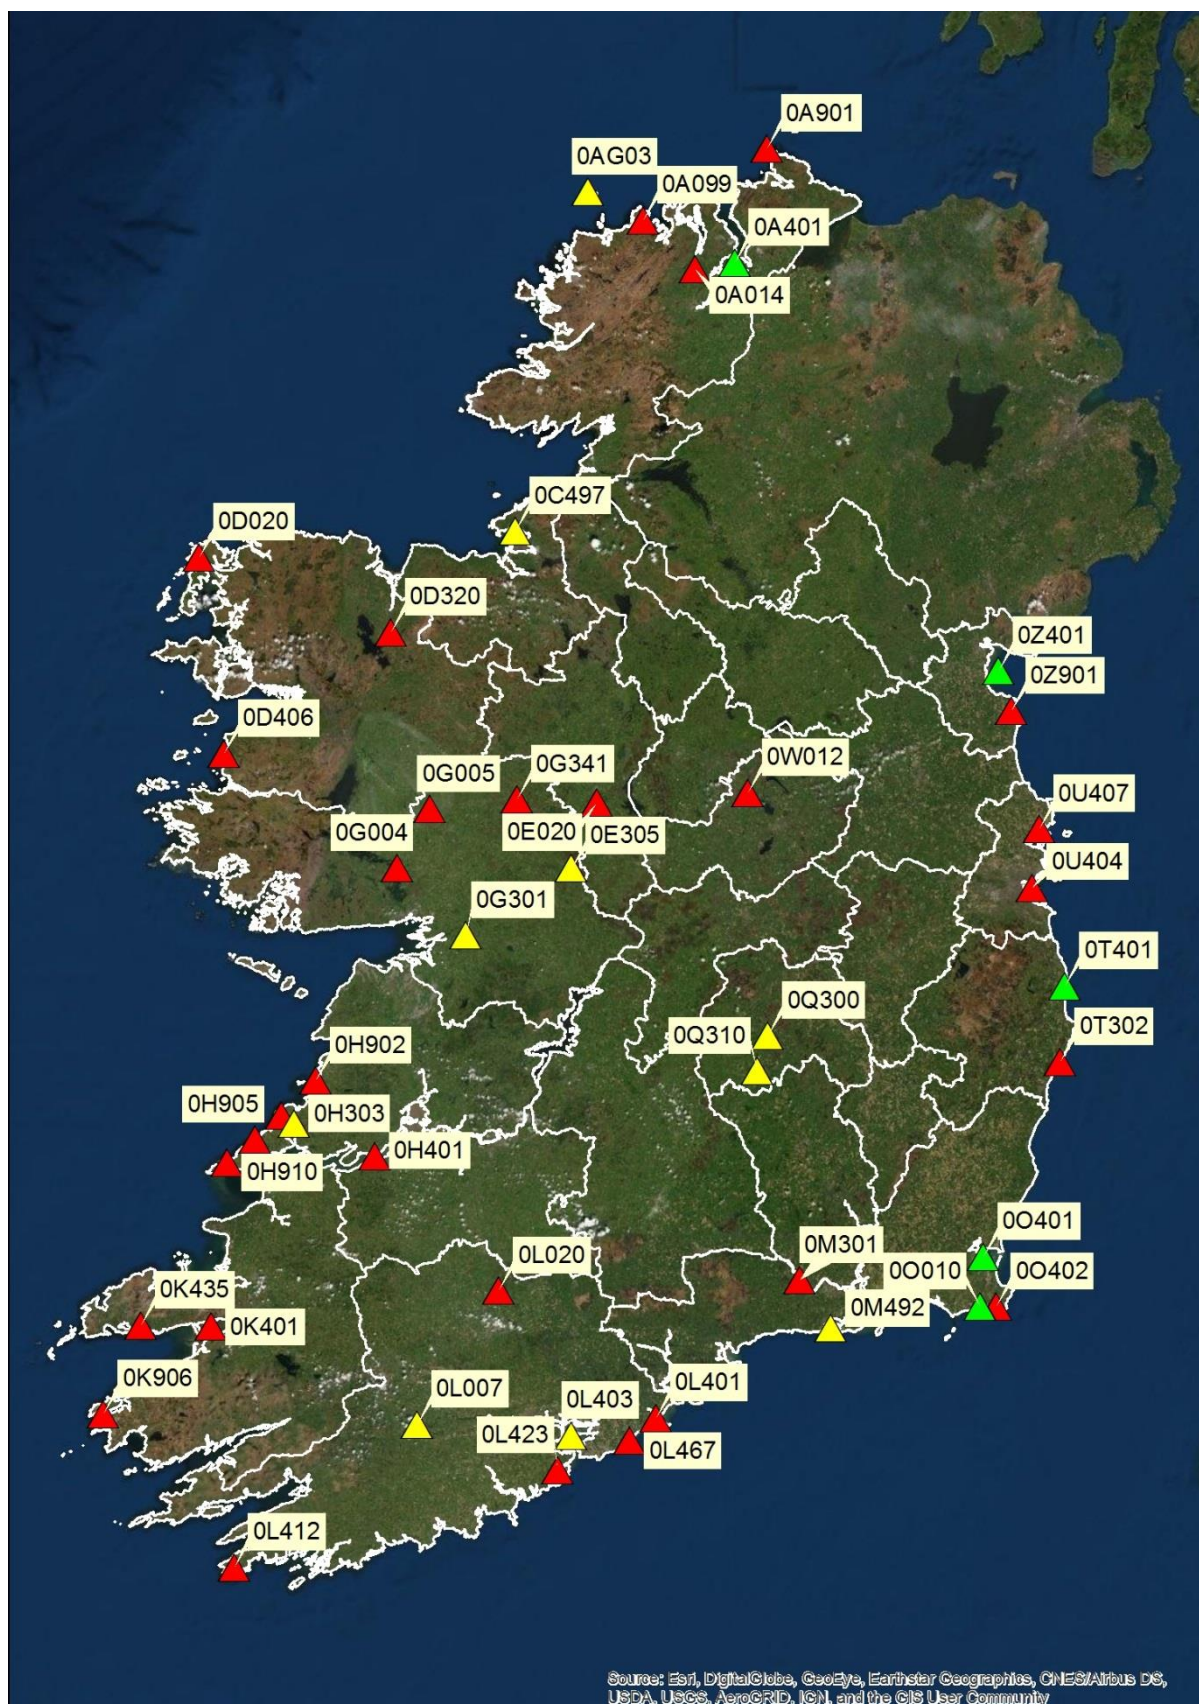 0A901
0AG03
0A099
0A401
0A014
0C497
0D020
0D320
0Z401
0Z901
0D406
0G005
0G341
0W012
0G004
0E020
0E305
0U407
0U404
0G301
0T401
0Q300
0T302
0Q310
0H902
0H905
0H303
0H401
0H910
0O401
0L020
0M301
0O010
0O402
0K435
0M492
0K401
0K906
0L007
0L403
0L401
0L423
0L467
0L412
Source: Esri, DigitalGlobe, GeoEye, Earthstar Geographics, CNES/Airbus DS,
USDA, USGS, AeroGRID, IGN, and the GIS User Community